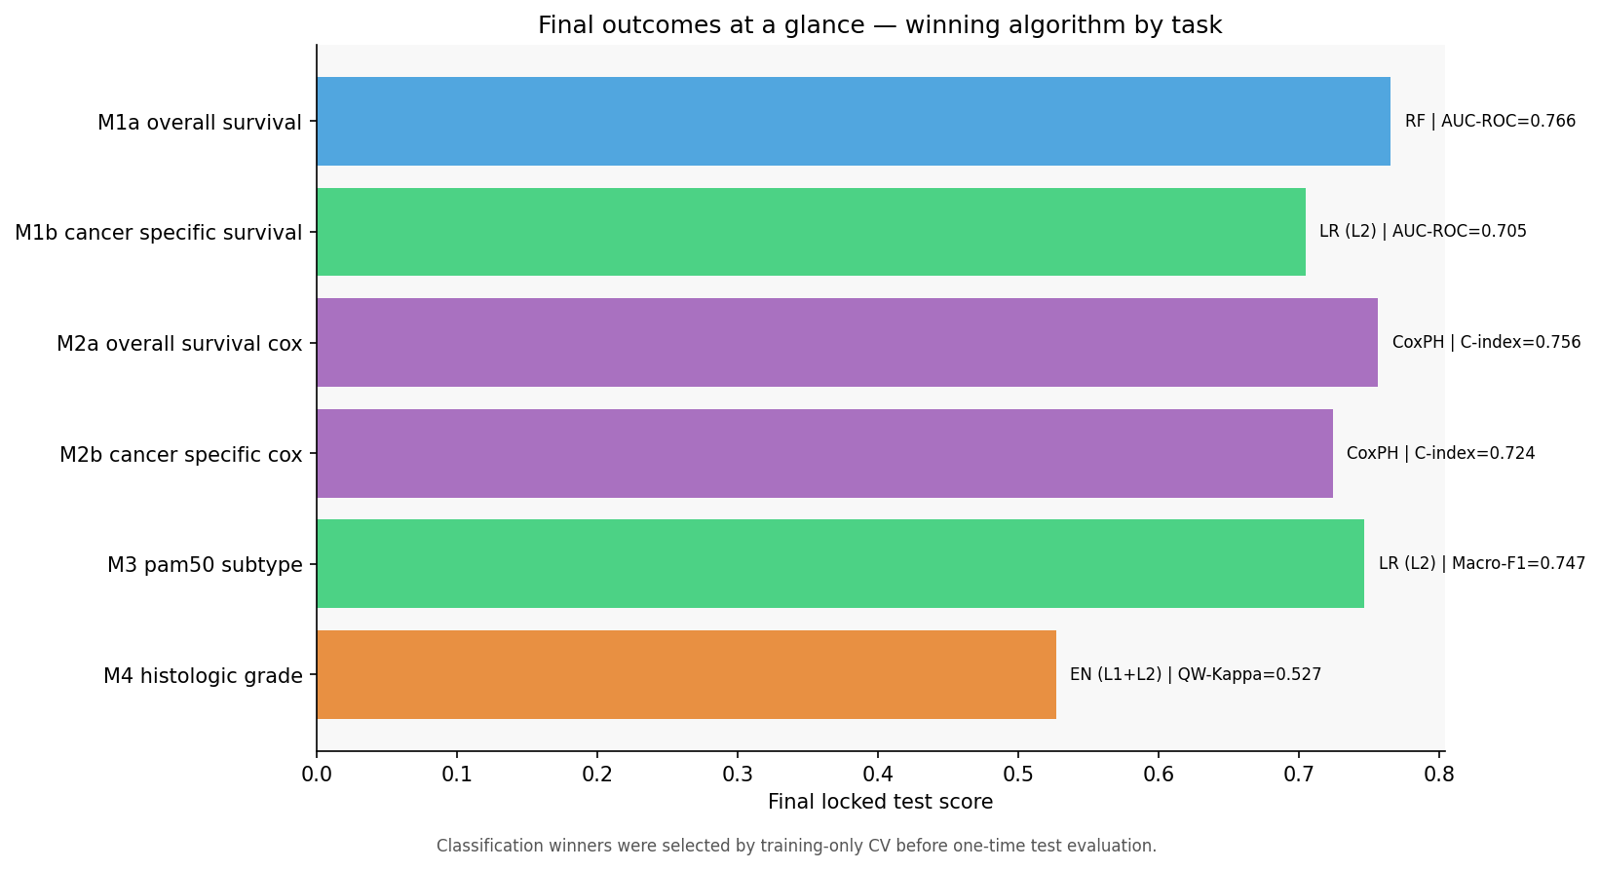 Final outcomes at a glance — winning algorithm by task
M1a overall survival
RF | AUC-ROC=0.766
M1b cancer specific survival
LR (L2) | AUC-ROC=0.705
M2a overall survival cox
CoxPH | C-index=0.756
M2b cancer specific cox
CoxPH | C-index=0.724
M3 pam50 subtype
LR (L2) | Macro-F1=0.747
M4 histologic grade
EN (L1+L2) | QW-Kappa=0.527
0.0 0.1 0.2 0.3 0.4 0.5 0.6 0.7 0.8
Final locked test score
Classification winners were selected by training-only CV before one-time test evaluation.